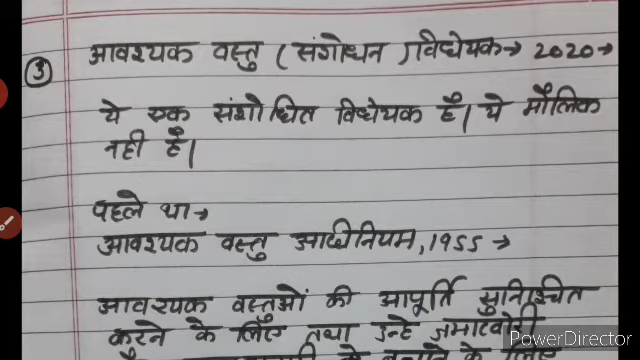 ③ आवश्यक वस्तु (संशोधन) विधेयक→ 2020→
ये एक संशोधित विधेयक है। ये मौलिक
नही है।
पहले था→
आवश्यक वस्तु अधिनियम, 1955→
आवश्यक वस्तुओं की आपूर्ति सुनिश्चित
करने के लिए तथा उन्हे जमाखोरी
PowerDirector